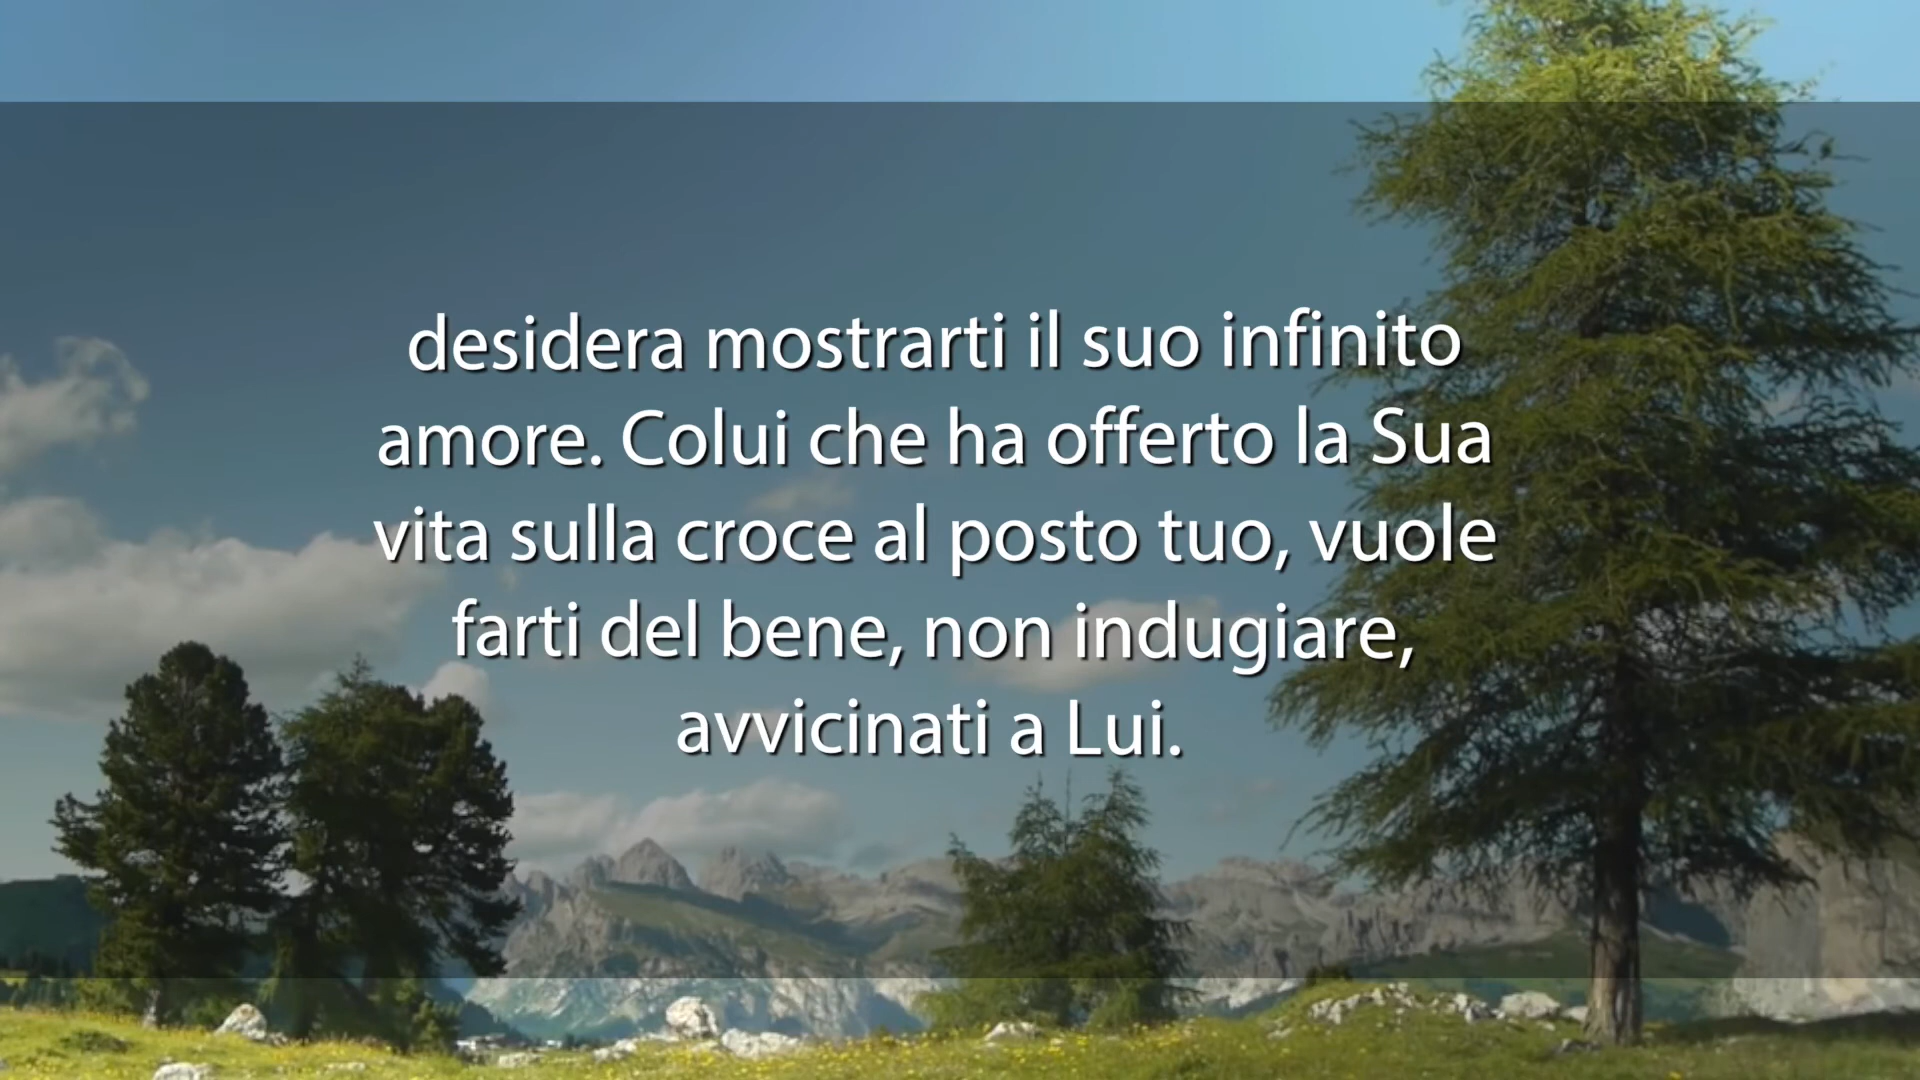 desidera mostrarti il suo infinito
amore. Colui che ha offerto la Sua
vita sulla croce al posto tuo, vuole
farti del bene, non indugiare,
avvicinati a Lui.